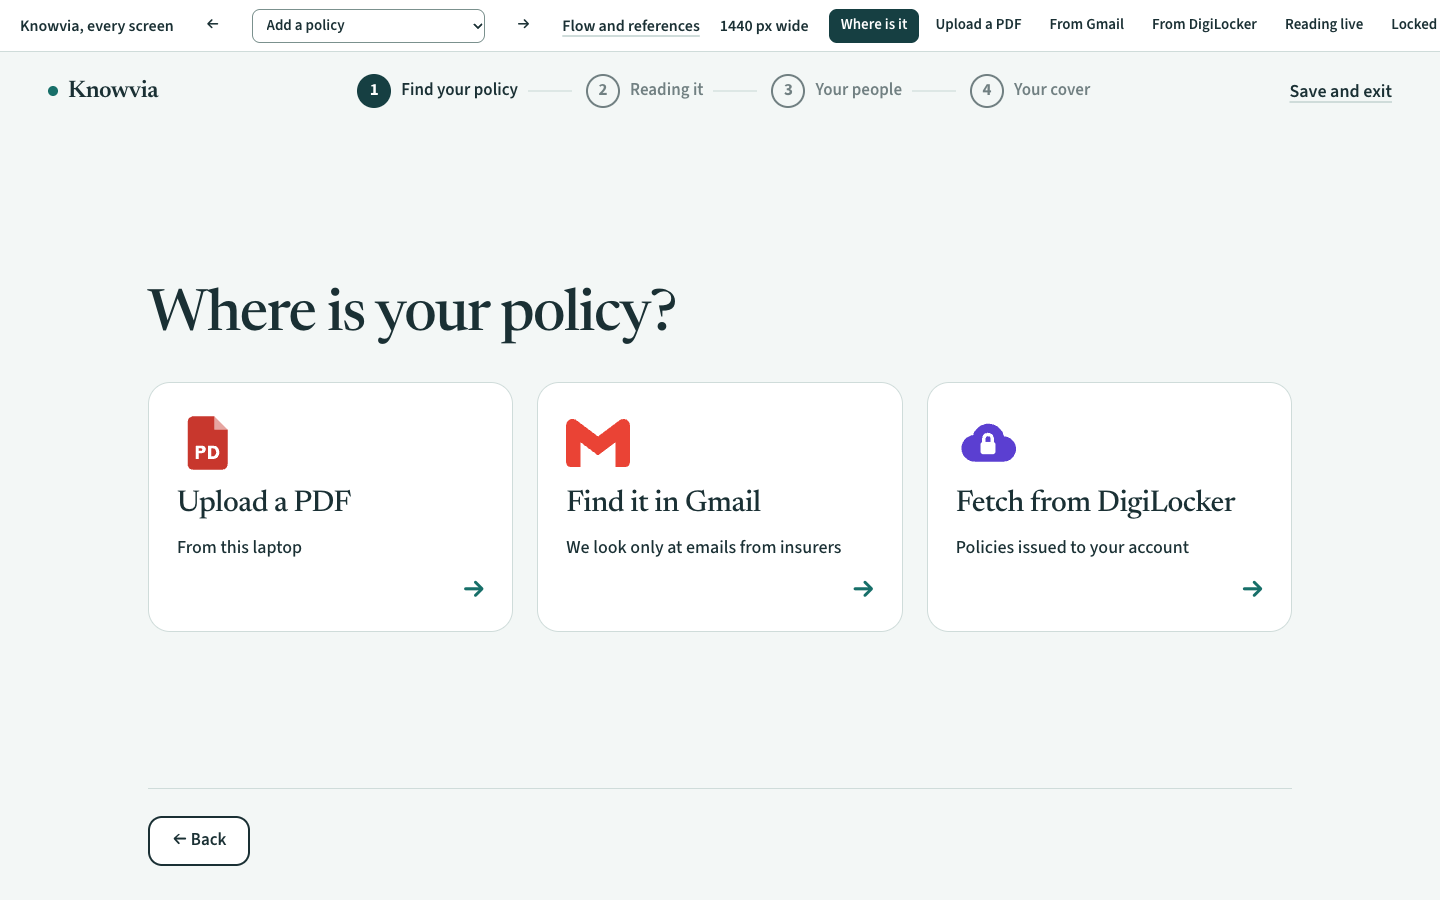 Knowvia, every screen ← Add a policy → Flow and references 1440 px wide Where is it Upload a PDF From Gmail From DigiLocker Reading live Locked
Knowvia 1 Find your policy 2 Reading it 3 Your people 4 Your cover Save and exit
Where is your policy?
PD
Upload a PDF
From this laptop
→
Find it in Gmail
We look only at emails from insurers
→
Fetch from DigiLocker
Policies issued to your account
→
← Back